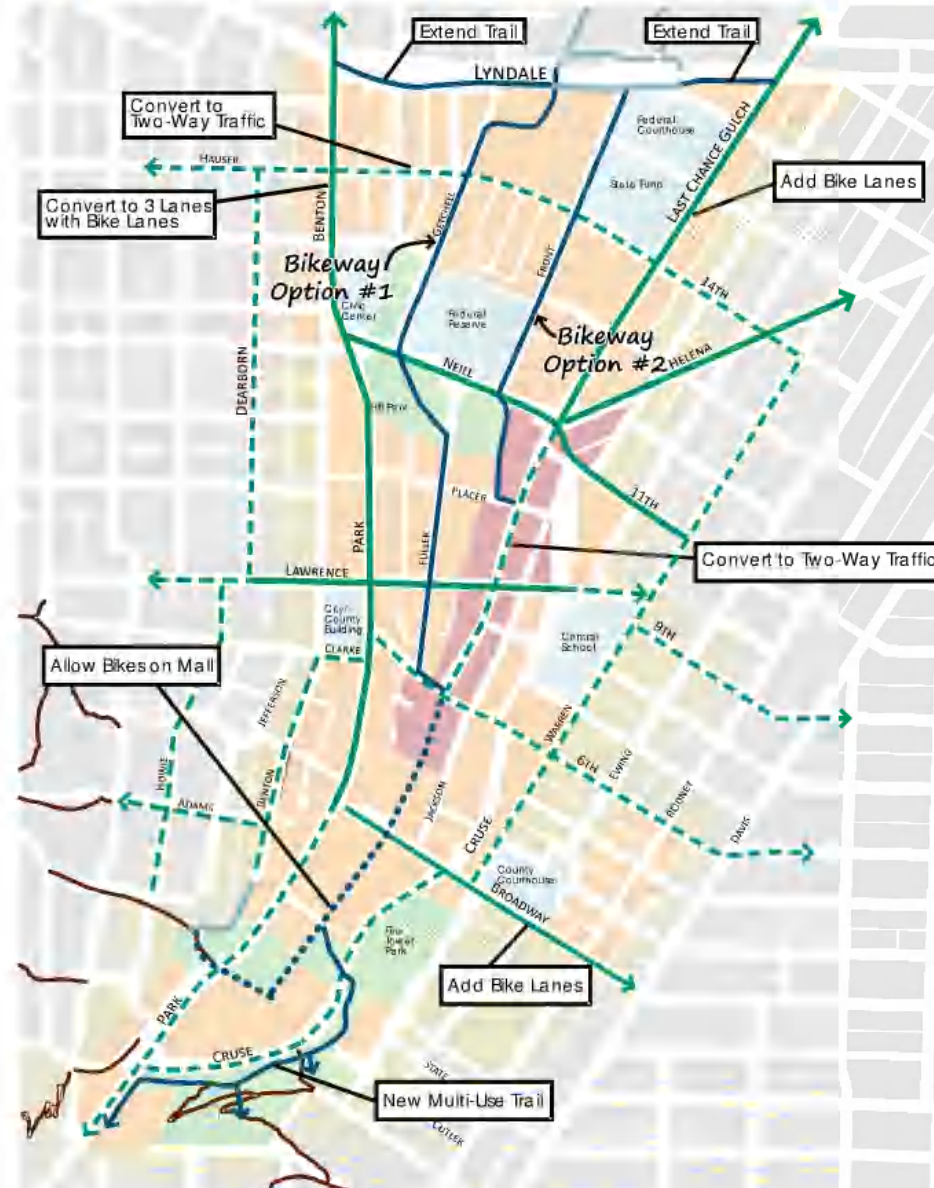 Extend Trail
Extend Trail
LYNDALE
Convert to
Two-Way Traffic
Federal
Courthouse
HAUSER
LAST CHANCE GULCH
Add Bike Lanes
Convert to 3 Lanes
with Bike Lanes
BENTON
GETCHELL
Bikeway
Option #1
FRONT
14TH
Civic
Center
Federal
Reserve
Bikeway
Option #2
HELENA
NEILL
DEARBORN
Hill Park
PLACER
11TH
PARK
FULLER
Convert to Two-Way Traffic
LAWRENCE
City/
County
Building
Central
School
9TH
CLARKE
Allow Bikes on Mall
JEFFERSON
WARREN
EWING
6TH
RODNEY
HOWIE
BENTON
ADAMS
JACKSON
CRUSE
DAVIS
County
Courthouse
BROADWAY
Fire
Tower
Park
Add Bike Lanes
PARK
CRUSE
STATE
New Multi-Use Trail
CUTLER